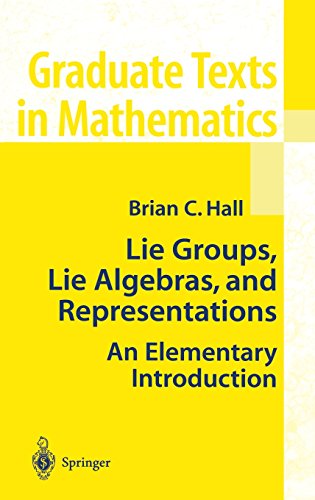 Graduate Texts
in Mathematics
Brian C. Hall
Lie Groups,
Lie Algebras, and
Representations
An Elementary
Introduction
Springer